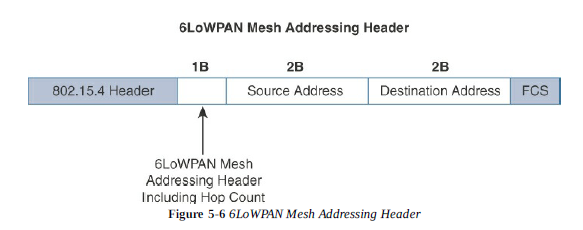 6LoWPAN Mesh Addressing Header
1B 2B 2B
802.15.4 Header Source Address Destination Address FCS
6LoWPAN Mesh
Addressing Header
Including Hop Count
Figure 5-6 6LoWPAN Mesh Addressing Header